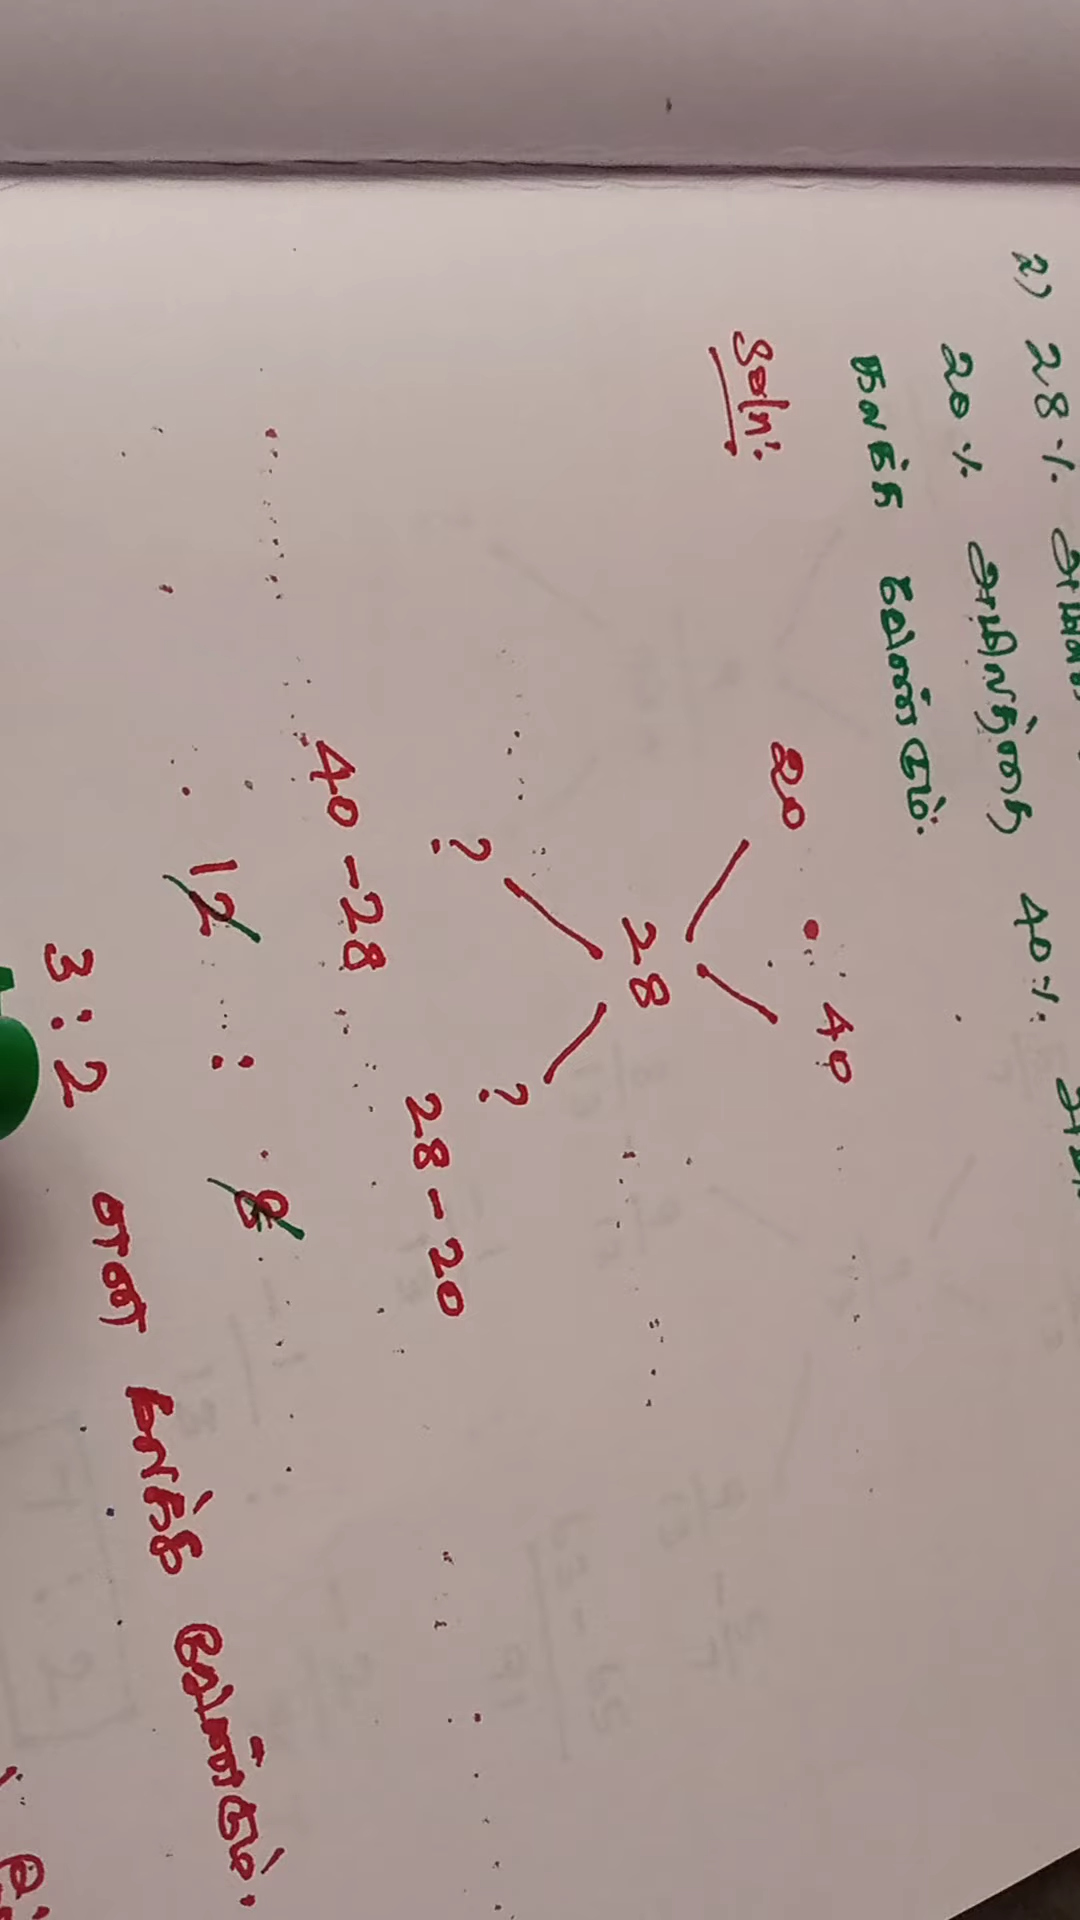 2) 28% 
20% அமிலத்தை 40%
கலக்க வேண்டும்.
Soln:
20 40
28
? ?
40-28 28-20
12 : 8
3:2 என கலக்க வேண்டும்.